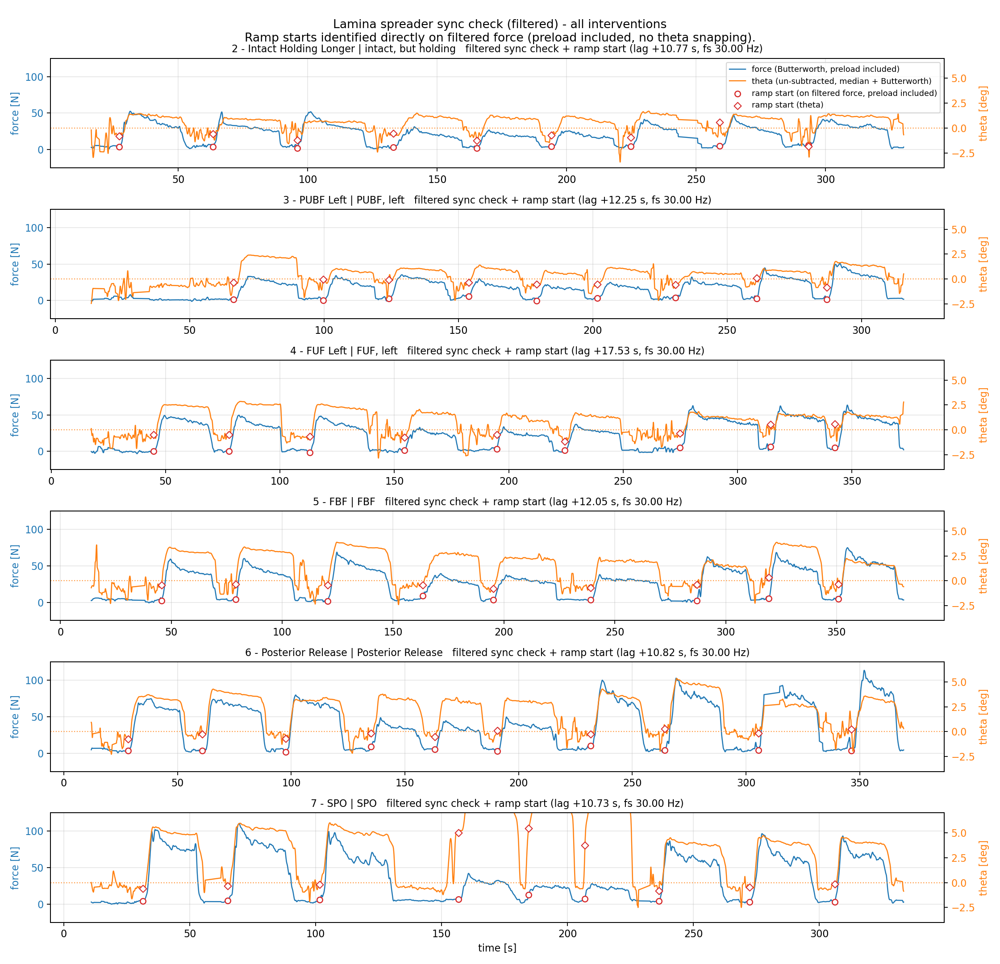 Lamina spreader sync check (filtered) - all interventions
Ramp starts identified directly on filtered force (preload included, no theta snapping).
2 - Intact Holding Longer | intact, but holding   filtered sync check + ramp start (lag +10.77 s, fs 30.00 Hz)
force (Butterworth, preload included)
theta (un-subtracted, median + Butterworth)
ramp start (on filtered force, preload included)
ramp start (theta)
force [N]
100
50
0
theta [deg]
5.0
2.5
0.0
−2.5
50 100 150 200 250 300
3 - PUBF Left | PUBF, left   filtered sync check + ramp start (lag +12.25 s, fs 30.00 Hz)
force [N]
100
50
0
theta [deg]
5.0
2.5
0.0
−2.5
0 50 100 150 200 250 300
4 - FUF Left | FUF, left   filtered sync check + ramp start (lag +17.53 s, fs 30.00 Hz)
force [N]
100
50
0
theta [deg]
5.0
2.5
0.0
−2.5
0 50 100 150 200 250 300 350
5 - FBF | FBF   filtered sync check + ramp start (lag +12.05 s, fs 30.00 Hz)
force [N]
100
50
0
theta [deg]
5.0
2.5
0.0
−2.5
0 50 100 150 200 250 300 350
6 - Posterior Release | Posterior Release   filtered sync check + ramp start (lag +10.82 s, fs 30.00 Hz)
force [N]
100
50
0
theta [deg]
5.0
2.5
0.0
−2.5
0 50 100 150 200 250 300 350
7 - SPO | SPO   filtered sync check + ramp start (lag +10.73 s, fs 30.00 Hz)
force [N]
100
50
0
theta [deg]
5.0
2.5
0.0
−2.5
0 50 100 150 200 250 300
time [s]